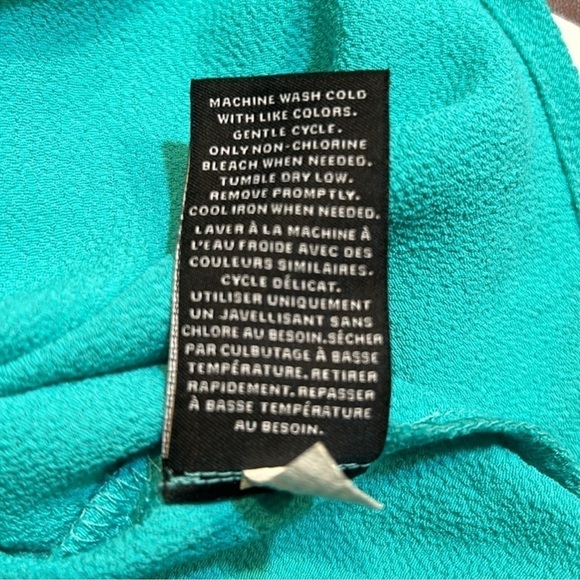 MACHINE WASH COLD
WITH LIKE COLORS.
GENTLE CYCLE.
ONLY NON-CHLORINE
BLEACH WHEN NEEDED.
TUMBLE DRY LOW.
REMOVE PROMPTLY.
COOL IRON WHEN NEEDED.
LAVER À LA MACHINE À
L'EAU FROIDE AVEC DES
COULEURS SIMILAIRES.
CYCLE DÉLICAT.
UTILISER UNIQUEMENT
UN JAVELLISANT SANS
CHLORE AU BESOIN.SÉCHER
PAR CULBUTAGE À BASSE
TEMPÉRATURE. RETIRER
RAPIDEMENT. REPASSER
À BASSE TEMPÉRATURE
AU BESOIN.